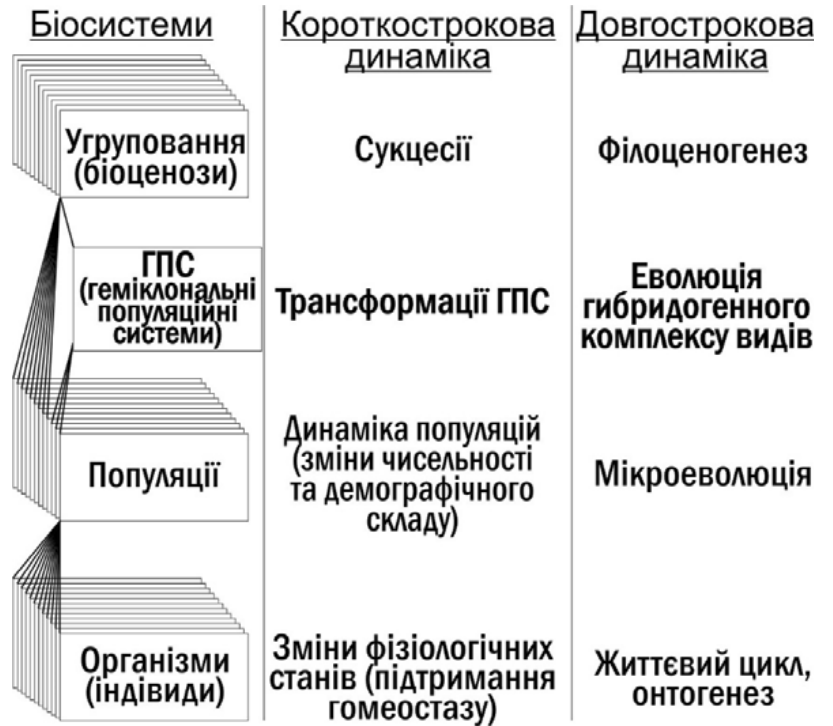 Біосистеми
Короткострокова
динаміка
Довгострокова
динаміка
Угруповання
(біоценози)
Сукцесії
Філоценогенез
ГПС
(геміклональні
популяційні
системи)
Трансформації ГПС
Еволюція
гибридогенного
комплексу видів
Популяції
Динаміка популяцій
(зміни чисельності
та демографічного
складу)
Мікроеволюція
Організми
(індівиди)
Зміни фізіологічних
станів (підтримання
гомеостазу)
Життєвий цикл,
онтогенез